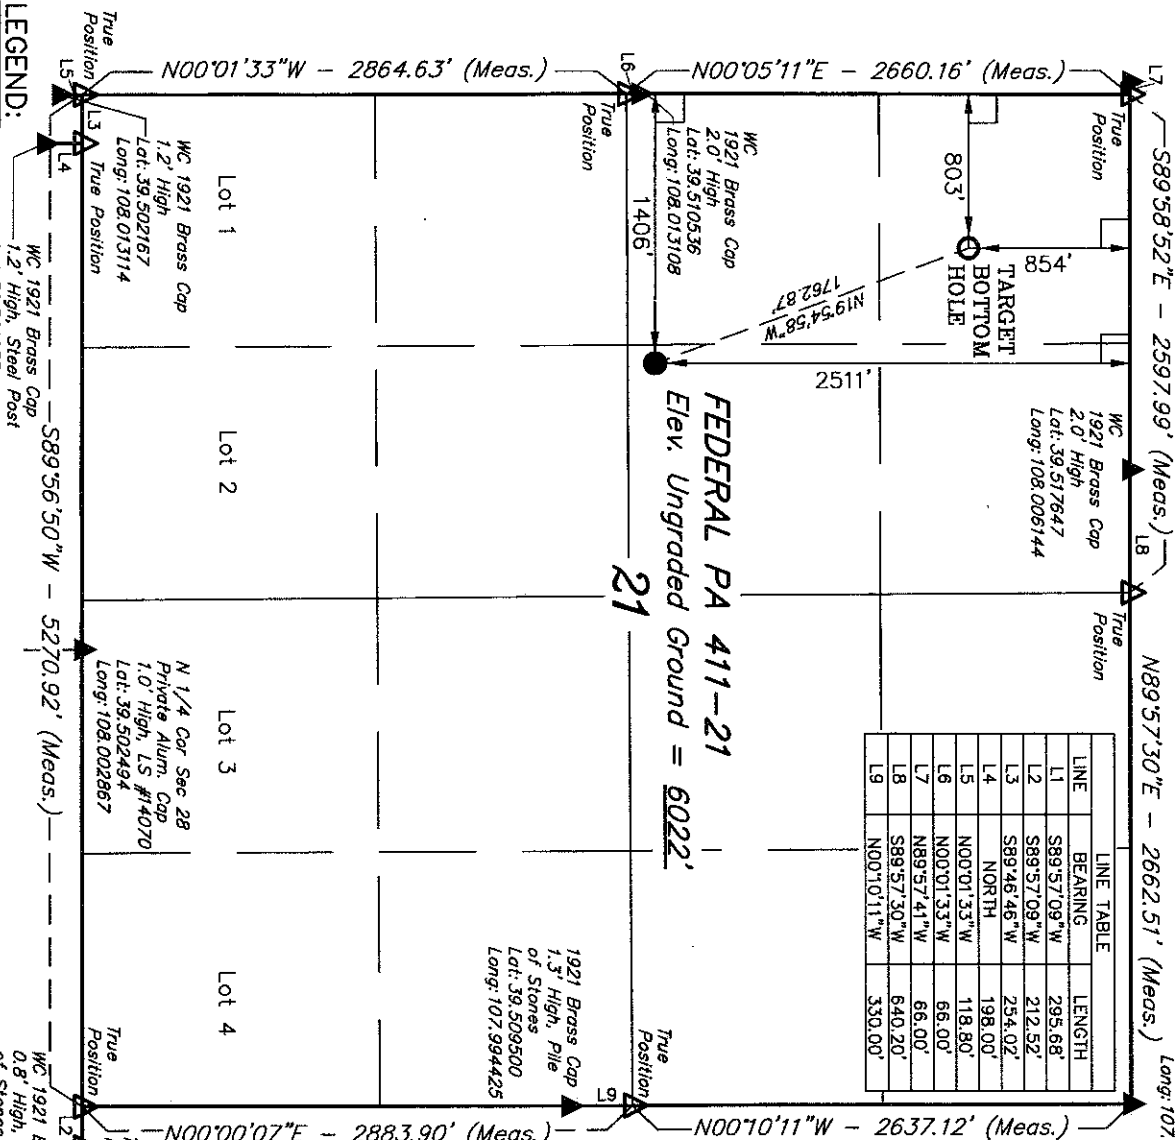 S89°58'52"E - 2597.99' (Meas.)
N89°57'30"E - 2662.51' (Meas.)
L7
L8
True
Position
True
Position
N00°05'11"E - 2660.16' (Meas.)
803'
854'
TARGET
BOTTOM
HOLE
WC
1921 Brass Cap
2.0' High
Lat: 39.517647
Long: 108.006144
LINE TABLE
LINE BEARING LENGTH
L1 S89°57'09"W 295.68'
L2 S89°57'09"W 212.52'
L3 S89°46'46"W 254.02'
L4 NORTH 198.00'
L5 N00°01'33"W 118.80'
L6 N00°01'33"W 66.00'
L7 N89°57'41"W 66.00'
L8 S89°57'30"W 640.20'
L9 N00°10'11"W 330.00'
2511'
N19°54'58"W
1762.87'
WC
1921 Brass Cap
2.0' High
Lat: 39.510536
Long: 108.013108
1406'
L6
True
Position
FEDERAL PA 411-21
Elev. Ungraded Ground = 6022'
21
N00°10'11"W - 2637.12' (Meas.)
True
Position
L9
1921 Brass Cap
1.3' High, Pile
of Stones
Lat: 39.509500
Long: 107.994425
N00°01'33"W - 2864.63' (Meas.)
N00°00'07"E - 2883.90' (Meas.)
Lot 1
Lot 2
Lot 3
Lot 4
WC 1921 Brass Cap
1.2' High
Lat: 39.502167
Long: 108.013114
N 1/4 Cor Sec 28
Private Alum. Cap
1.0' High, LS #14070
Lat: 39.502494
Long: 108.002867
True
Position
L5
L3
L4
True Position
True
Position
L2
S89°56'50"W - 5270.92' (Meas.)
WC 1921 Brass Cap
1.2' High, Steel Post
WC 1921
0.8' High,
of Stones
LEGEND: